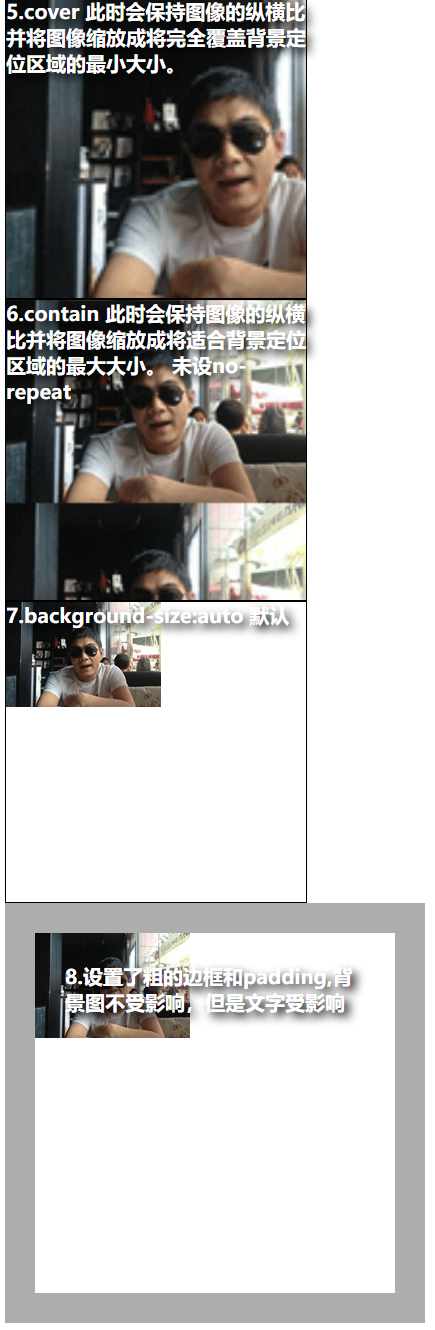 5.cover 此时会保持图像的纵横比
并将图像缩放成将完全覆盖背景定
位区域的最小大小。
6.contain 此时会保持图像的纵横
比并将图像缩放成将适合背景定位
区域的最大大小。 未设no-
repeat
7.background-size:auto 默认
8.设置了粗的边框和padding,背
景图不受影响，但是文字受影响